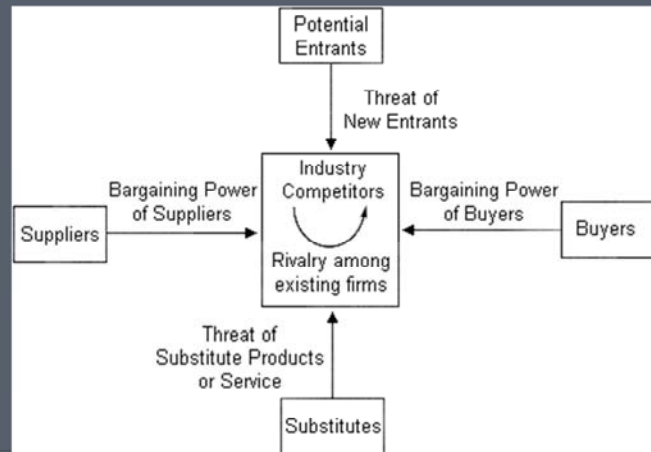 Potential
Entrants
Threat of
New Entrants
Industry
Competitors
Bargaining Power
of Suppliers
Bargaining Power
of Buyers
Suppliers
Buyers
Rivalry among
existing firms
Threat of
Substitute Products
or Service
Substitutes